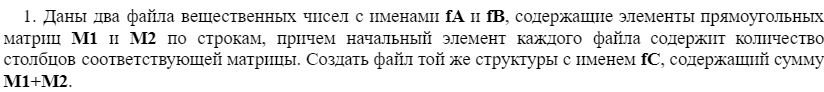 1. Даны два файла вещественных чисел с именами fA и fB, содержащие элементы прямоугольных
матриц M1 и M2 по строкам, причем начальный элемент каждого файла содержит количество
столбцов соответствующей матрицы. Создать файл той же структуры с именем fC, содержащий сумму
M1+M2.